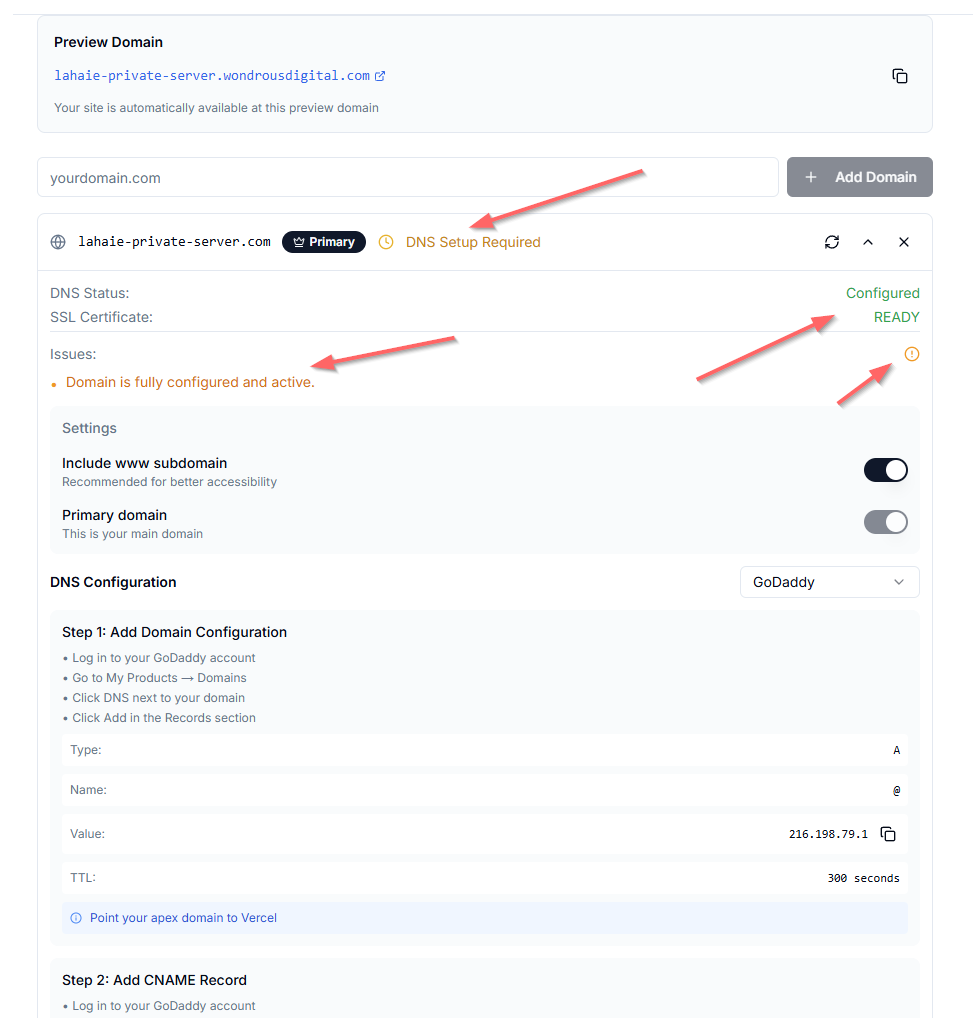 Preview Domain
lahaie-private-server.wondrousdigital.com
Your site is automatically available at this preview domain
yourdomain.com
+ Add Domain
lahaie-private-server.com Primary DNS Setup Required
DNS Status: Configured
SSL Certificate: READY
Issues:
• Domain is fully configured and active.
Settings
Include www subdomain
Recommended for better accessibility
Primary domain
This is your main domain
DNS Configuration GoDaddy
Step 1: Add Domain Configuration
• Log in to your GoDaddy account
• Go to My Products → Domains
• Click DNS next to your domain
• Click Add in the Records section
Type: A
Name: @
Value: 216.198.79.1
TTL: 300 seconds
Point your apex domain to Vercel
Step 2: Add CNAME Record
• Log in to your GoDaddy account